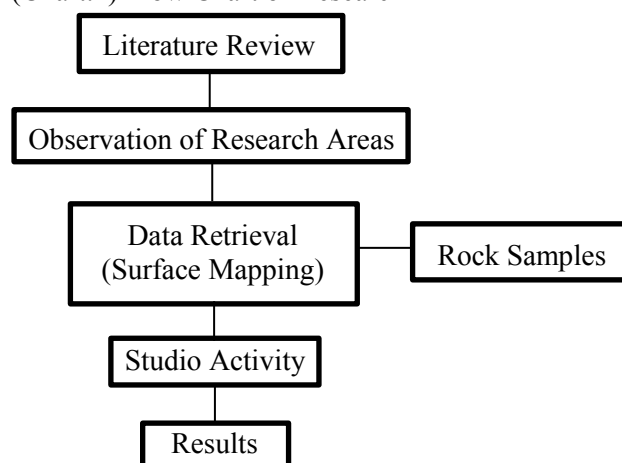 Literature Review
Observation of Research Areas
Data Retrieval
(Surface Mapping)
Rock Samples
Studio Activity
Results